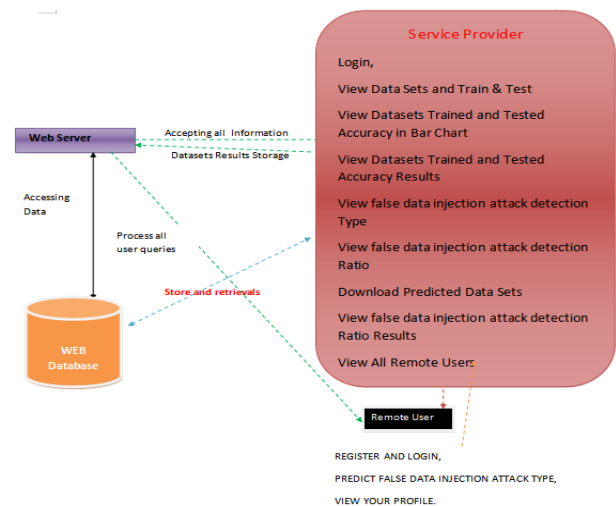 Service Provider
Login,
View Data Sets and Train & Test
View Datasets Trained and Tested
Accuracy in Bar Chart
View Datasets Trained and Tested
Accuracy Results
View false data injection attack detection
Type
View false data injection attack detection
Ratio
Download Predicted Data Sets
View false data injection attack detection
Ratio Results
View All Remote Users
Web Server
Accepting all Information
Datasets Results Storage
Accessing
Data
Process all
user queries
Store and retrievals
WEB
Database
Remote User
REGISTER AND LOGIN,
PREDICT FALSE DATA INJECTION ATTACK TYPE,
VIEW YOUR PROFILE.